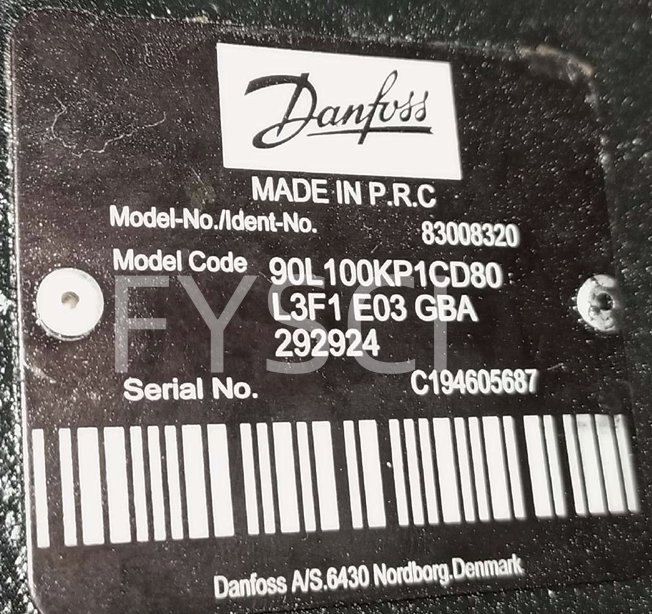 Danfoss
MADE IN P.R.C
Model-No./Ident-No. 83008320
Model Code 90L100KP1CD80
L3F1 E03 GBA
292924
FYSCI
Serial No. C194605687
Danfoss A/S.6430 Nordborg.Denmark